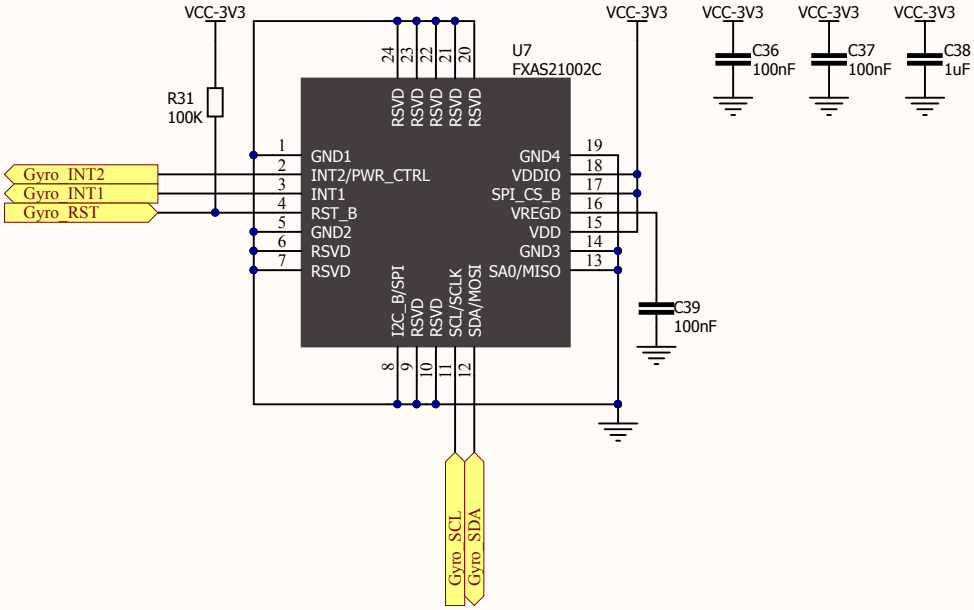 VCC-3V3
VCC-3V3
VCC-3V3
VCC-3V3
VCC-3V3
R31
100K
U7
FXAS21002C
C36
100nF
C37
100nF
C38
1uF
24
23
22
21
20
RSVD
RSVD
RSVD
RSVD
RSVD
1
GND1
2
INT2/PWR_CTRL
3
INT1
4
RST_B
5
GND2
6
RSVD
7
RSVD
Gyro_INT2
Gyro_INT1
Gyro_RST
19
GND4
18
VDDIO
17
SPI_CS_B
16
VREGD
15
VDD
14
GND3
13
SA0/MISO
I2C_B/SPI
RSVD
RSVD
SCL/SCLK
SDA/MOSI
8
9
10
11
12
C39
100nF
Gyro_SCL
Gyro_SDA